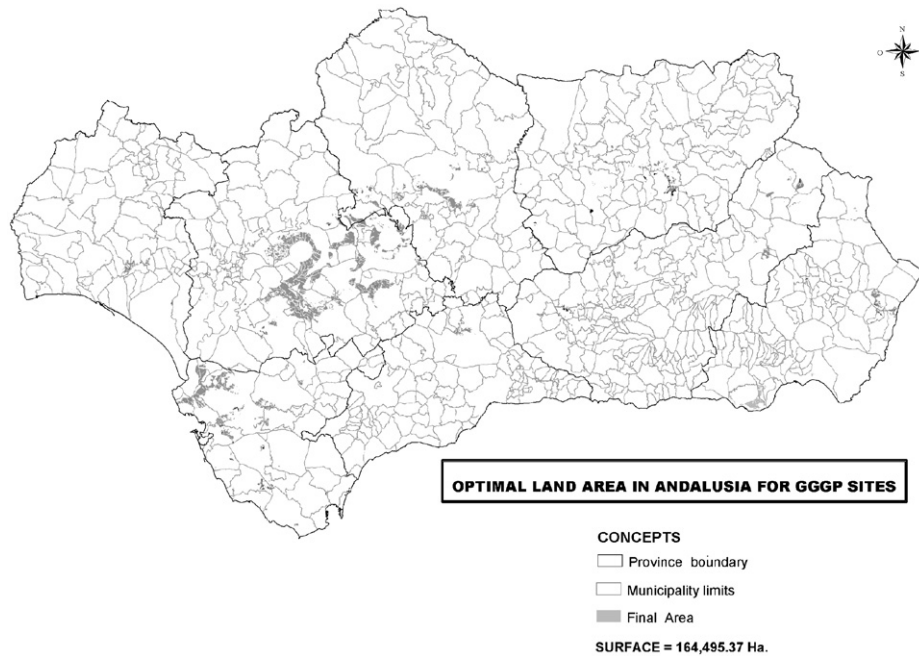 N
O
S
OPTIMAL LAND AREA IN ANDALUSIA FOR GGGP SITES
CONCEPTS
Province boundary
Municipality limits
Final Area
SURFACE = 164,495.37 Ha.